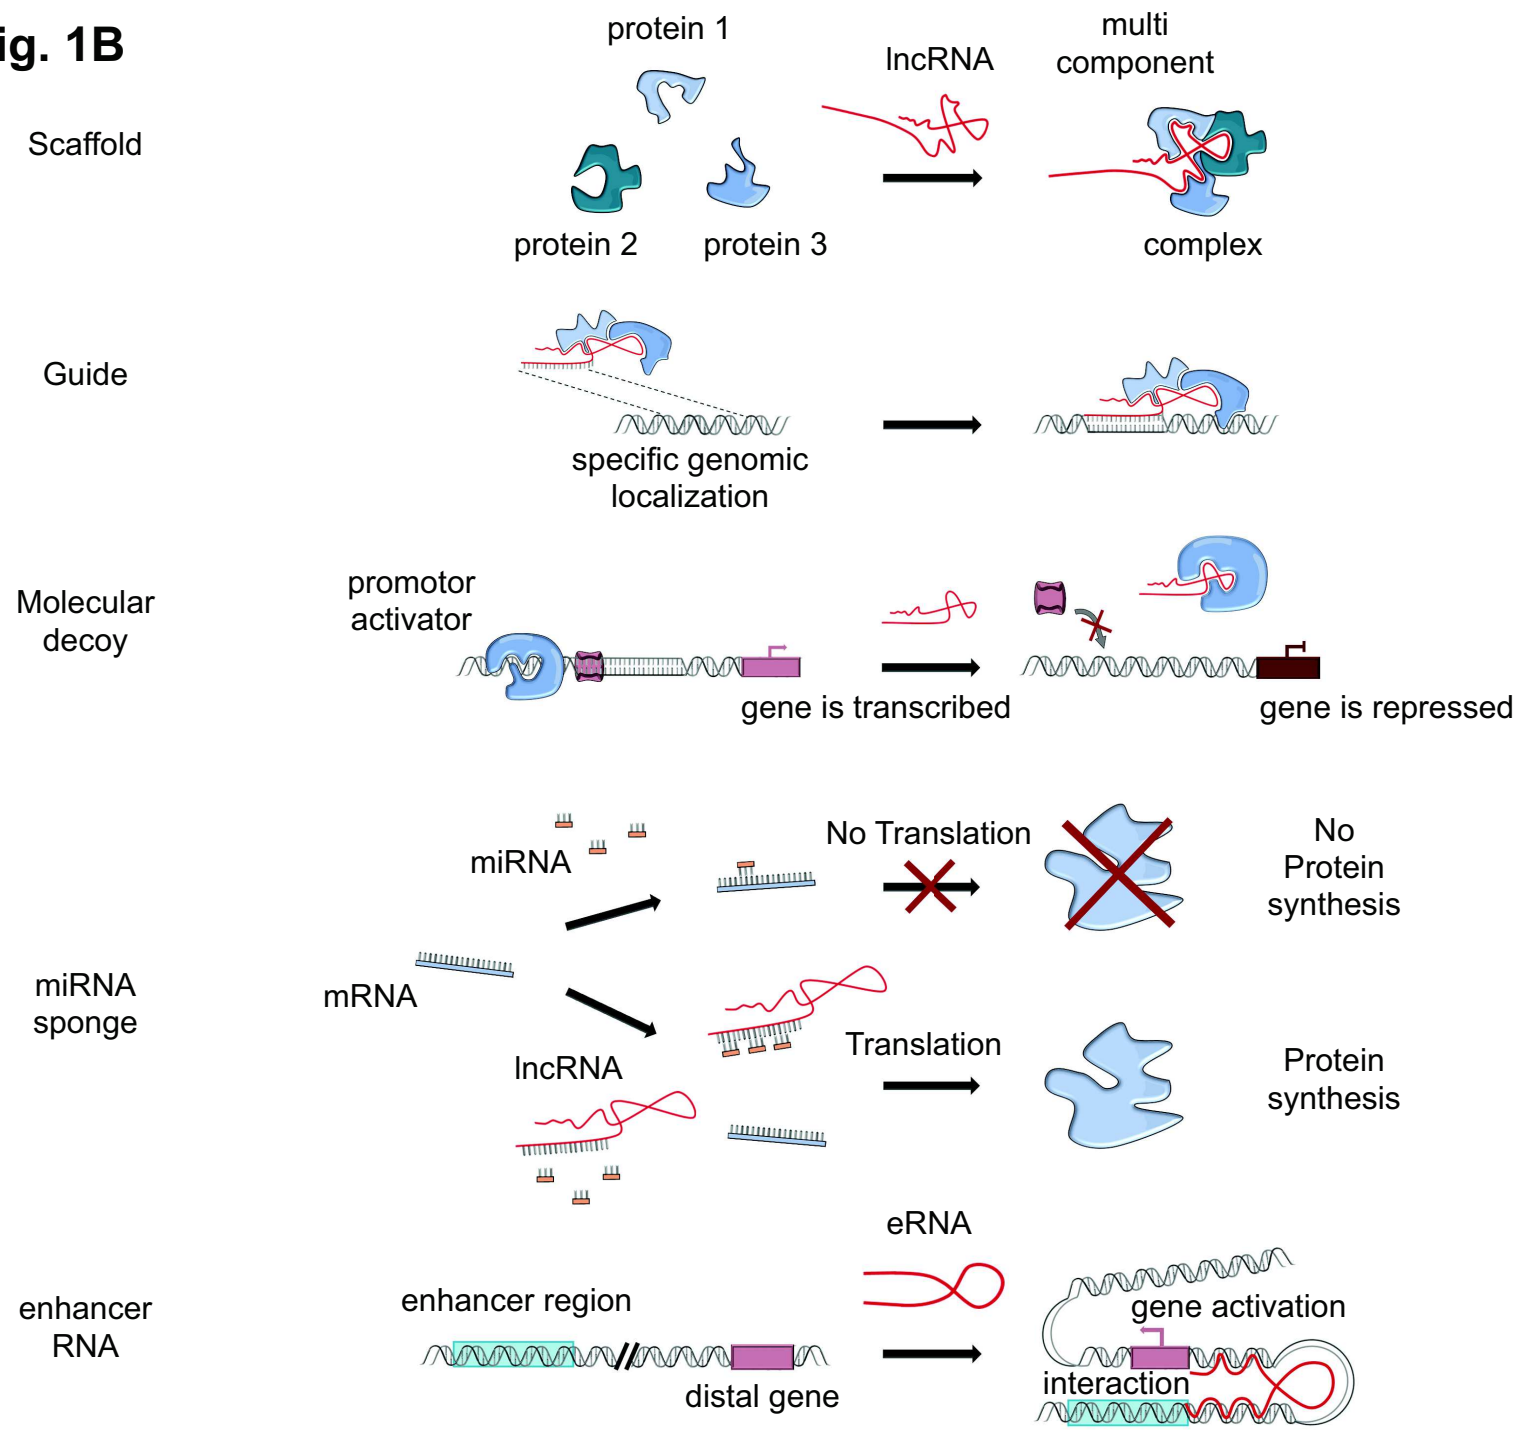 ig. 1B
Scaffold
protein 1
protein 2
protein 3
lncRNA
multi
component
complex
Guide
specific genomic
localization
Molecular
decoy
promotor
activator
gene is transcribed
gene is repressed
miRNA
sponge
miRNA
mRNA
lncRNA
No Translation
No
Protein
synthesis
Translation
Protein
synthesis
enhancer
RNA
enhancer region
distal gene
eRNA
gene activation
interaction